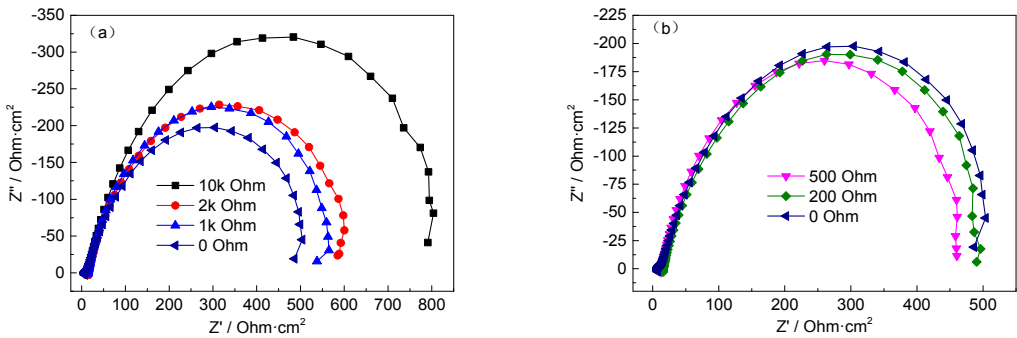 (a)
-350
-300
-250
-200
-150
-100
-50
0
Z'' / Ohm·cm²
10k Ohm
2k Ohm
1k Ohm
0 Ohm
0 100 200 300 400 500 600 700 800
Z' / Ohm·cm²
(b)
-225
-200
-175
-150
-125
-100
-75
-50
-25
0
Z'' / Ohm·cm²
500 Ohm
200 Ohm
0 Ohm
0 100 200 300 400 500
Z' / Ohm·cm²